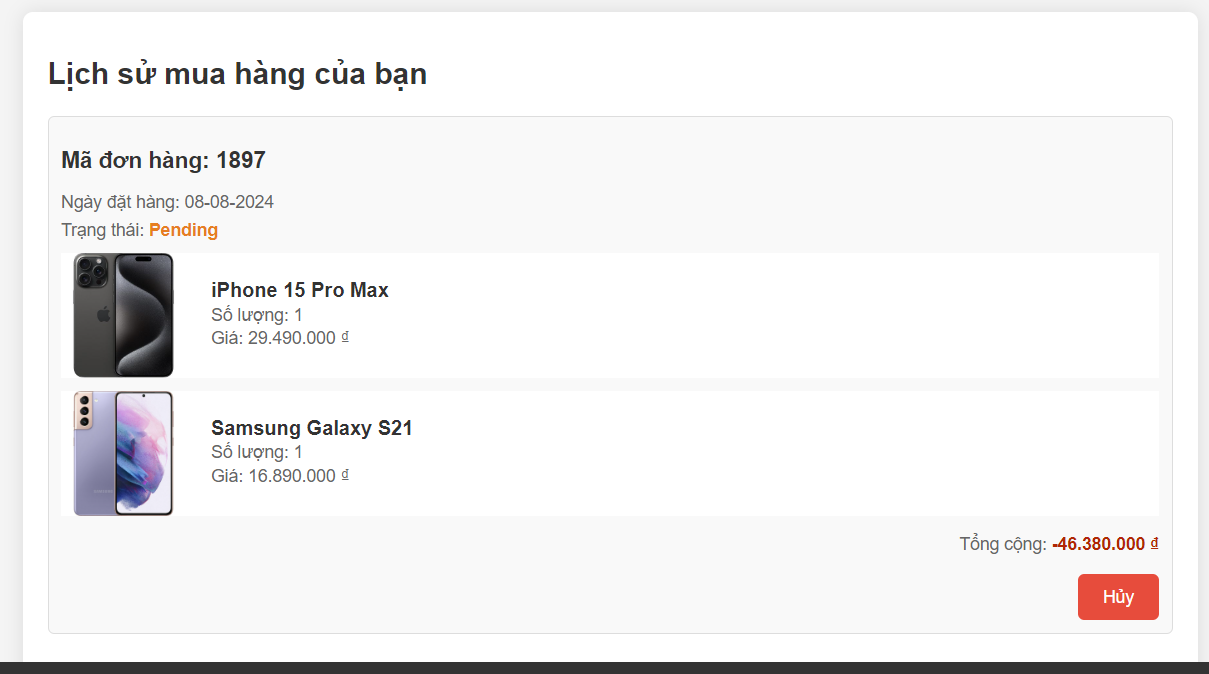 Lịch sử mua hàng của bạn
Mã đơn hàng: 1897
Ngày đặt hàng: 08-08-2024
Trạng thái: Pending
iPhone 15 Pro Max
Số lượng: 1
Giá: 29.490.000 ₫
Samsung Galaxy S21
Số lượng: 1
Giá: 16.890.000 ₫
Tổng cộng: -46.380.000 ₫
Hủy